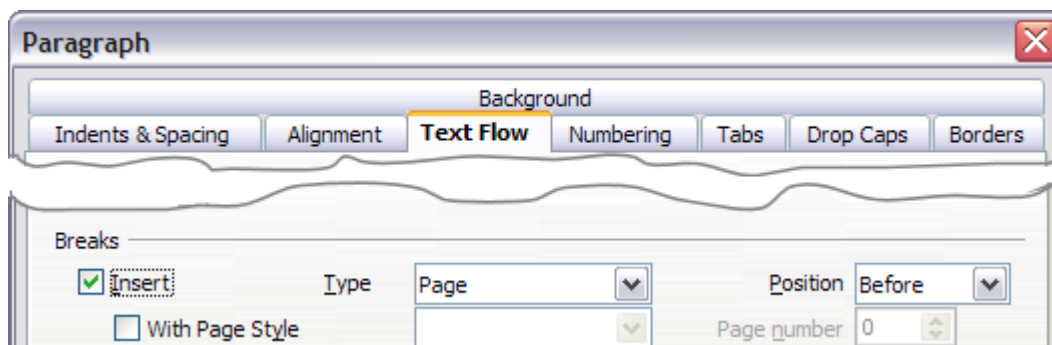 Paragraph
Background
Indents & Spacing Alignment Text Flow Numbering Tabs Drop Caps Borders
Breaks
Insert Type Page Position Before
With Page Style Page number 0